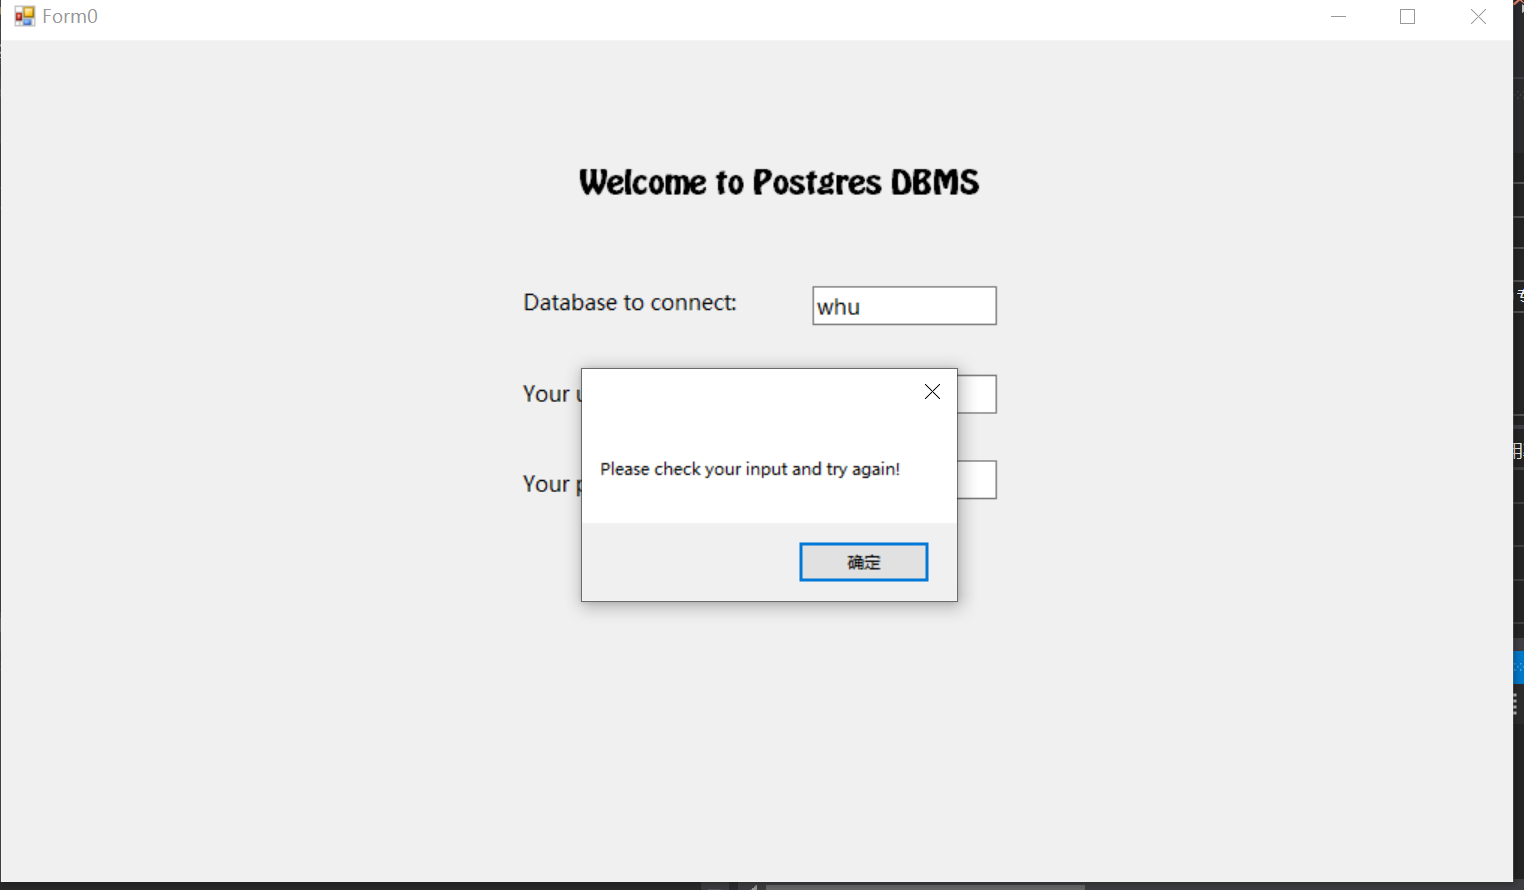 Form0
Welcome to Postgres DBMS
Database to connect:
whu
Your
Please check your input and try again!
Your
确定